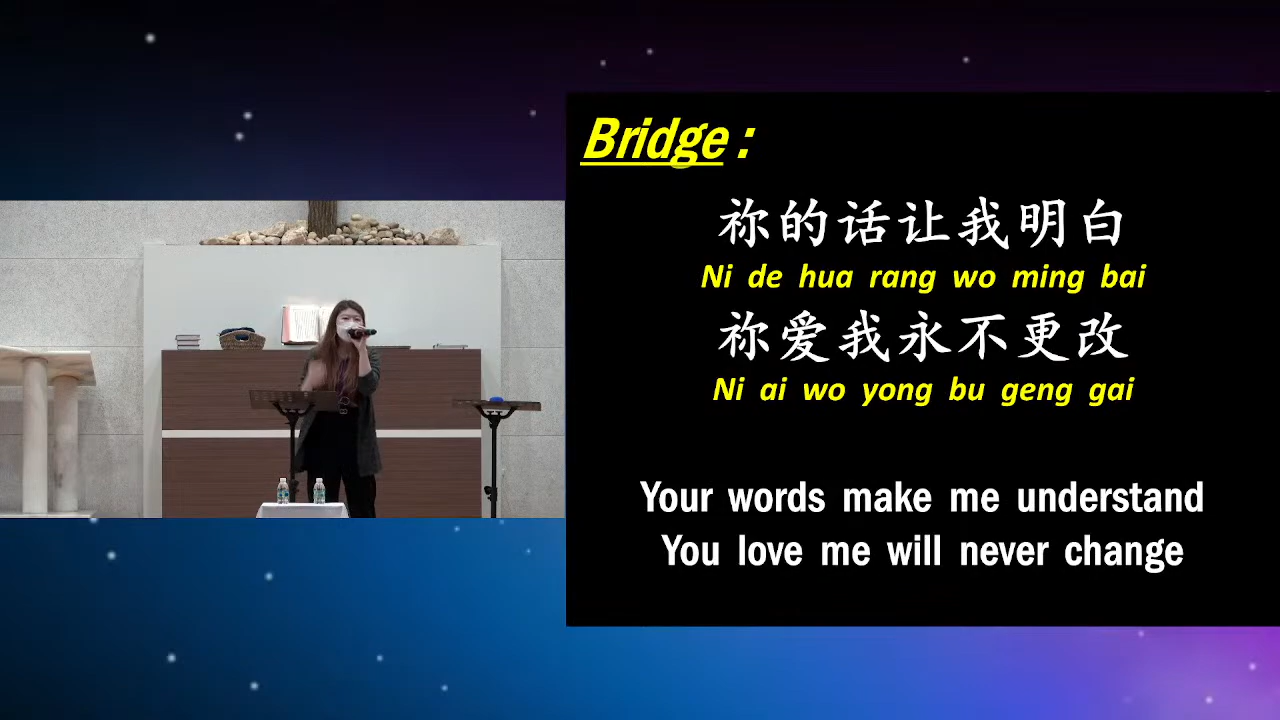 Bridge :
祢的话让我明白
Ni de hua rang wo ming bai
祢爱我永不更改
Ni ai wo yong bu geng gai
Your words make me understand
You love me will never change